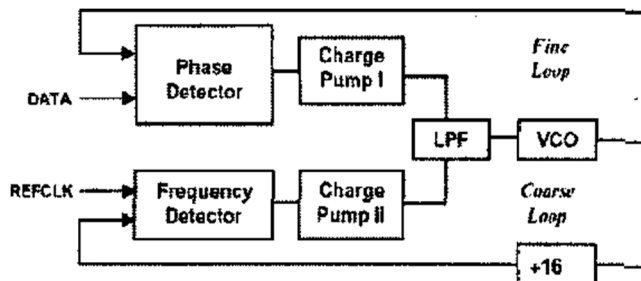 Phase
Detector
Charge
Pump I
Fine
Loop
DATA
LPF
VCO
REFCLK
Frequency
Detector
Charge
Pump II
Coarse
Loop
÷16